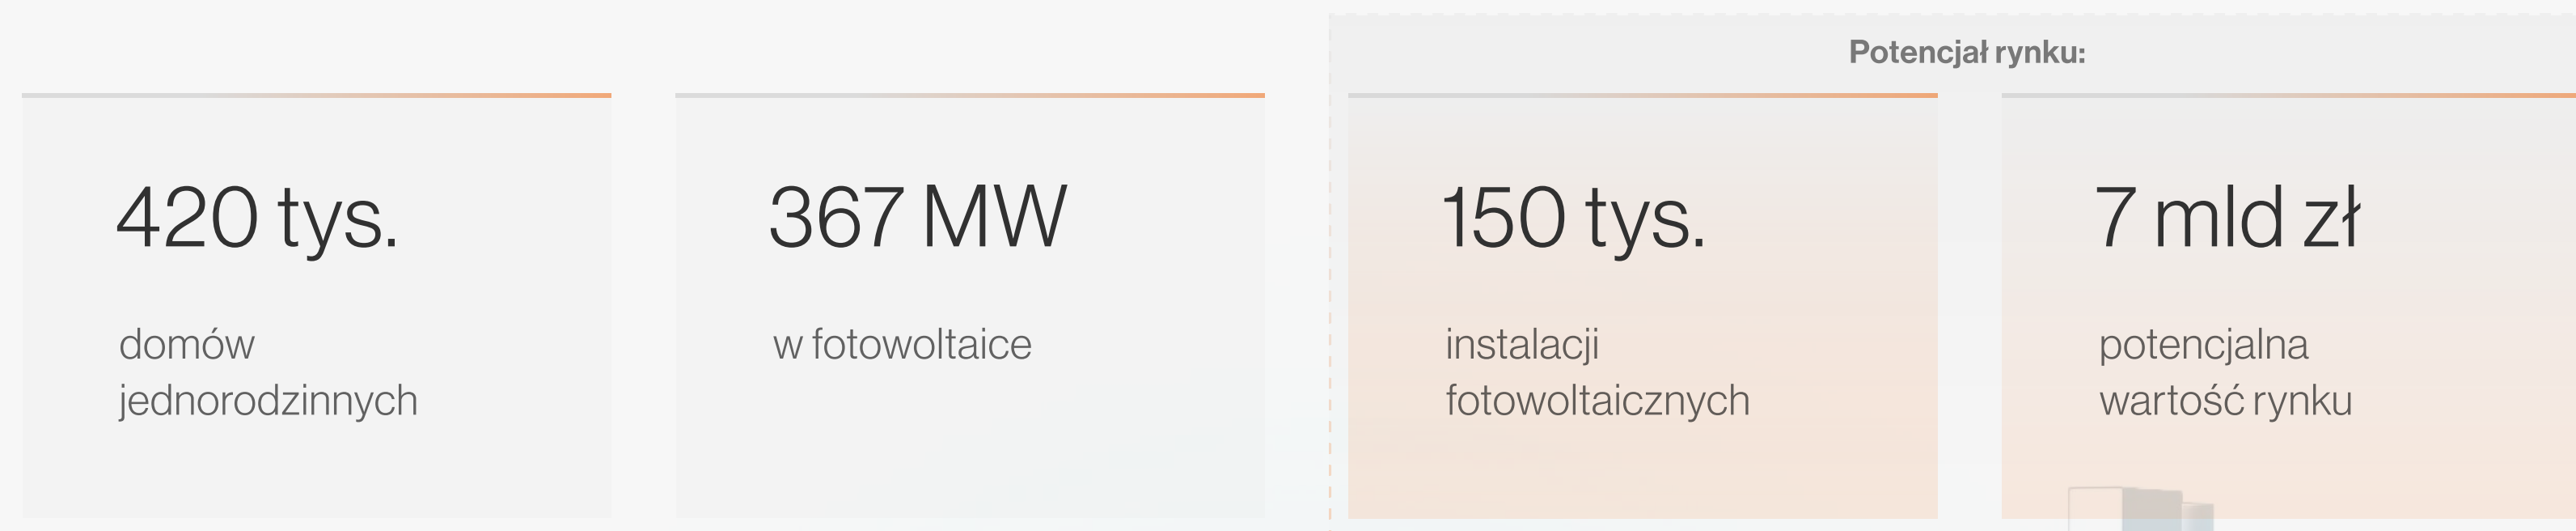 Potencjał rynku:
420 tys.
domów
jednorodzinnych
367 MW
w fotowoltaice
150 tys.
instalacji
fotowoltaicznych
7 mld zł
potencjalna
wartość rynku